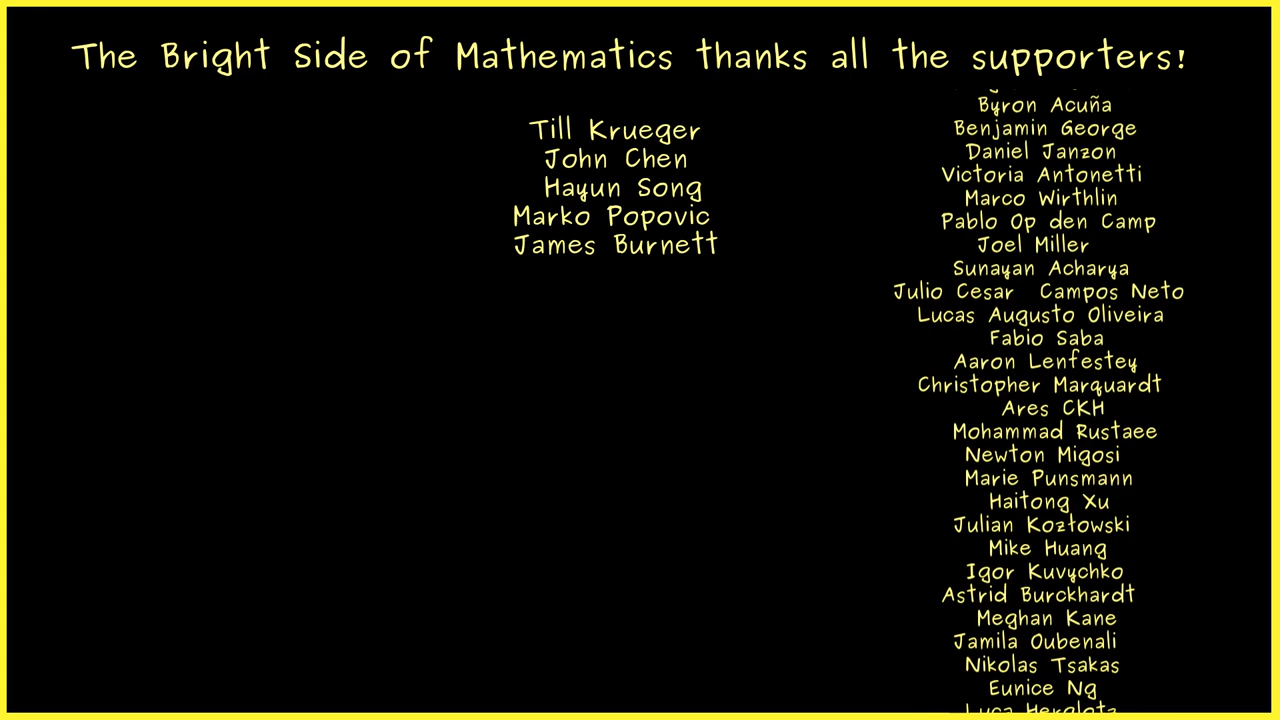 The Bright Side of Mathematics thanks all the supporters!
Till Krueger
John Chen
Hayun Song
Marko Popovic
James Burnett
Byron Acuña
Benjamin George
Daniel Janzon
Victoria Antonetti
Marco Wirthlin
Pablo Op den Camp
Joel Miller
Sunayan Acharya
Julio Cesar Campos Neto
Lucas Augusto Oliveira
Fabio Saba
Aaron Lenfestey
Christopher Marquardt
Ares CKH
Mohammad Rustaee
Newton Migosi
Marie Punsmann
Haitong Xu
Julian Kozłowski
Mike Huang
Igor Kuvychko
Astrid Burckhardt
Meghan Kane
Jamila Oubenali
Nikolas Tsakas
Eunice Ng